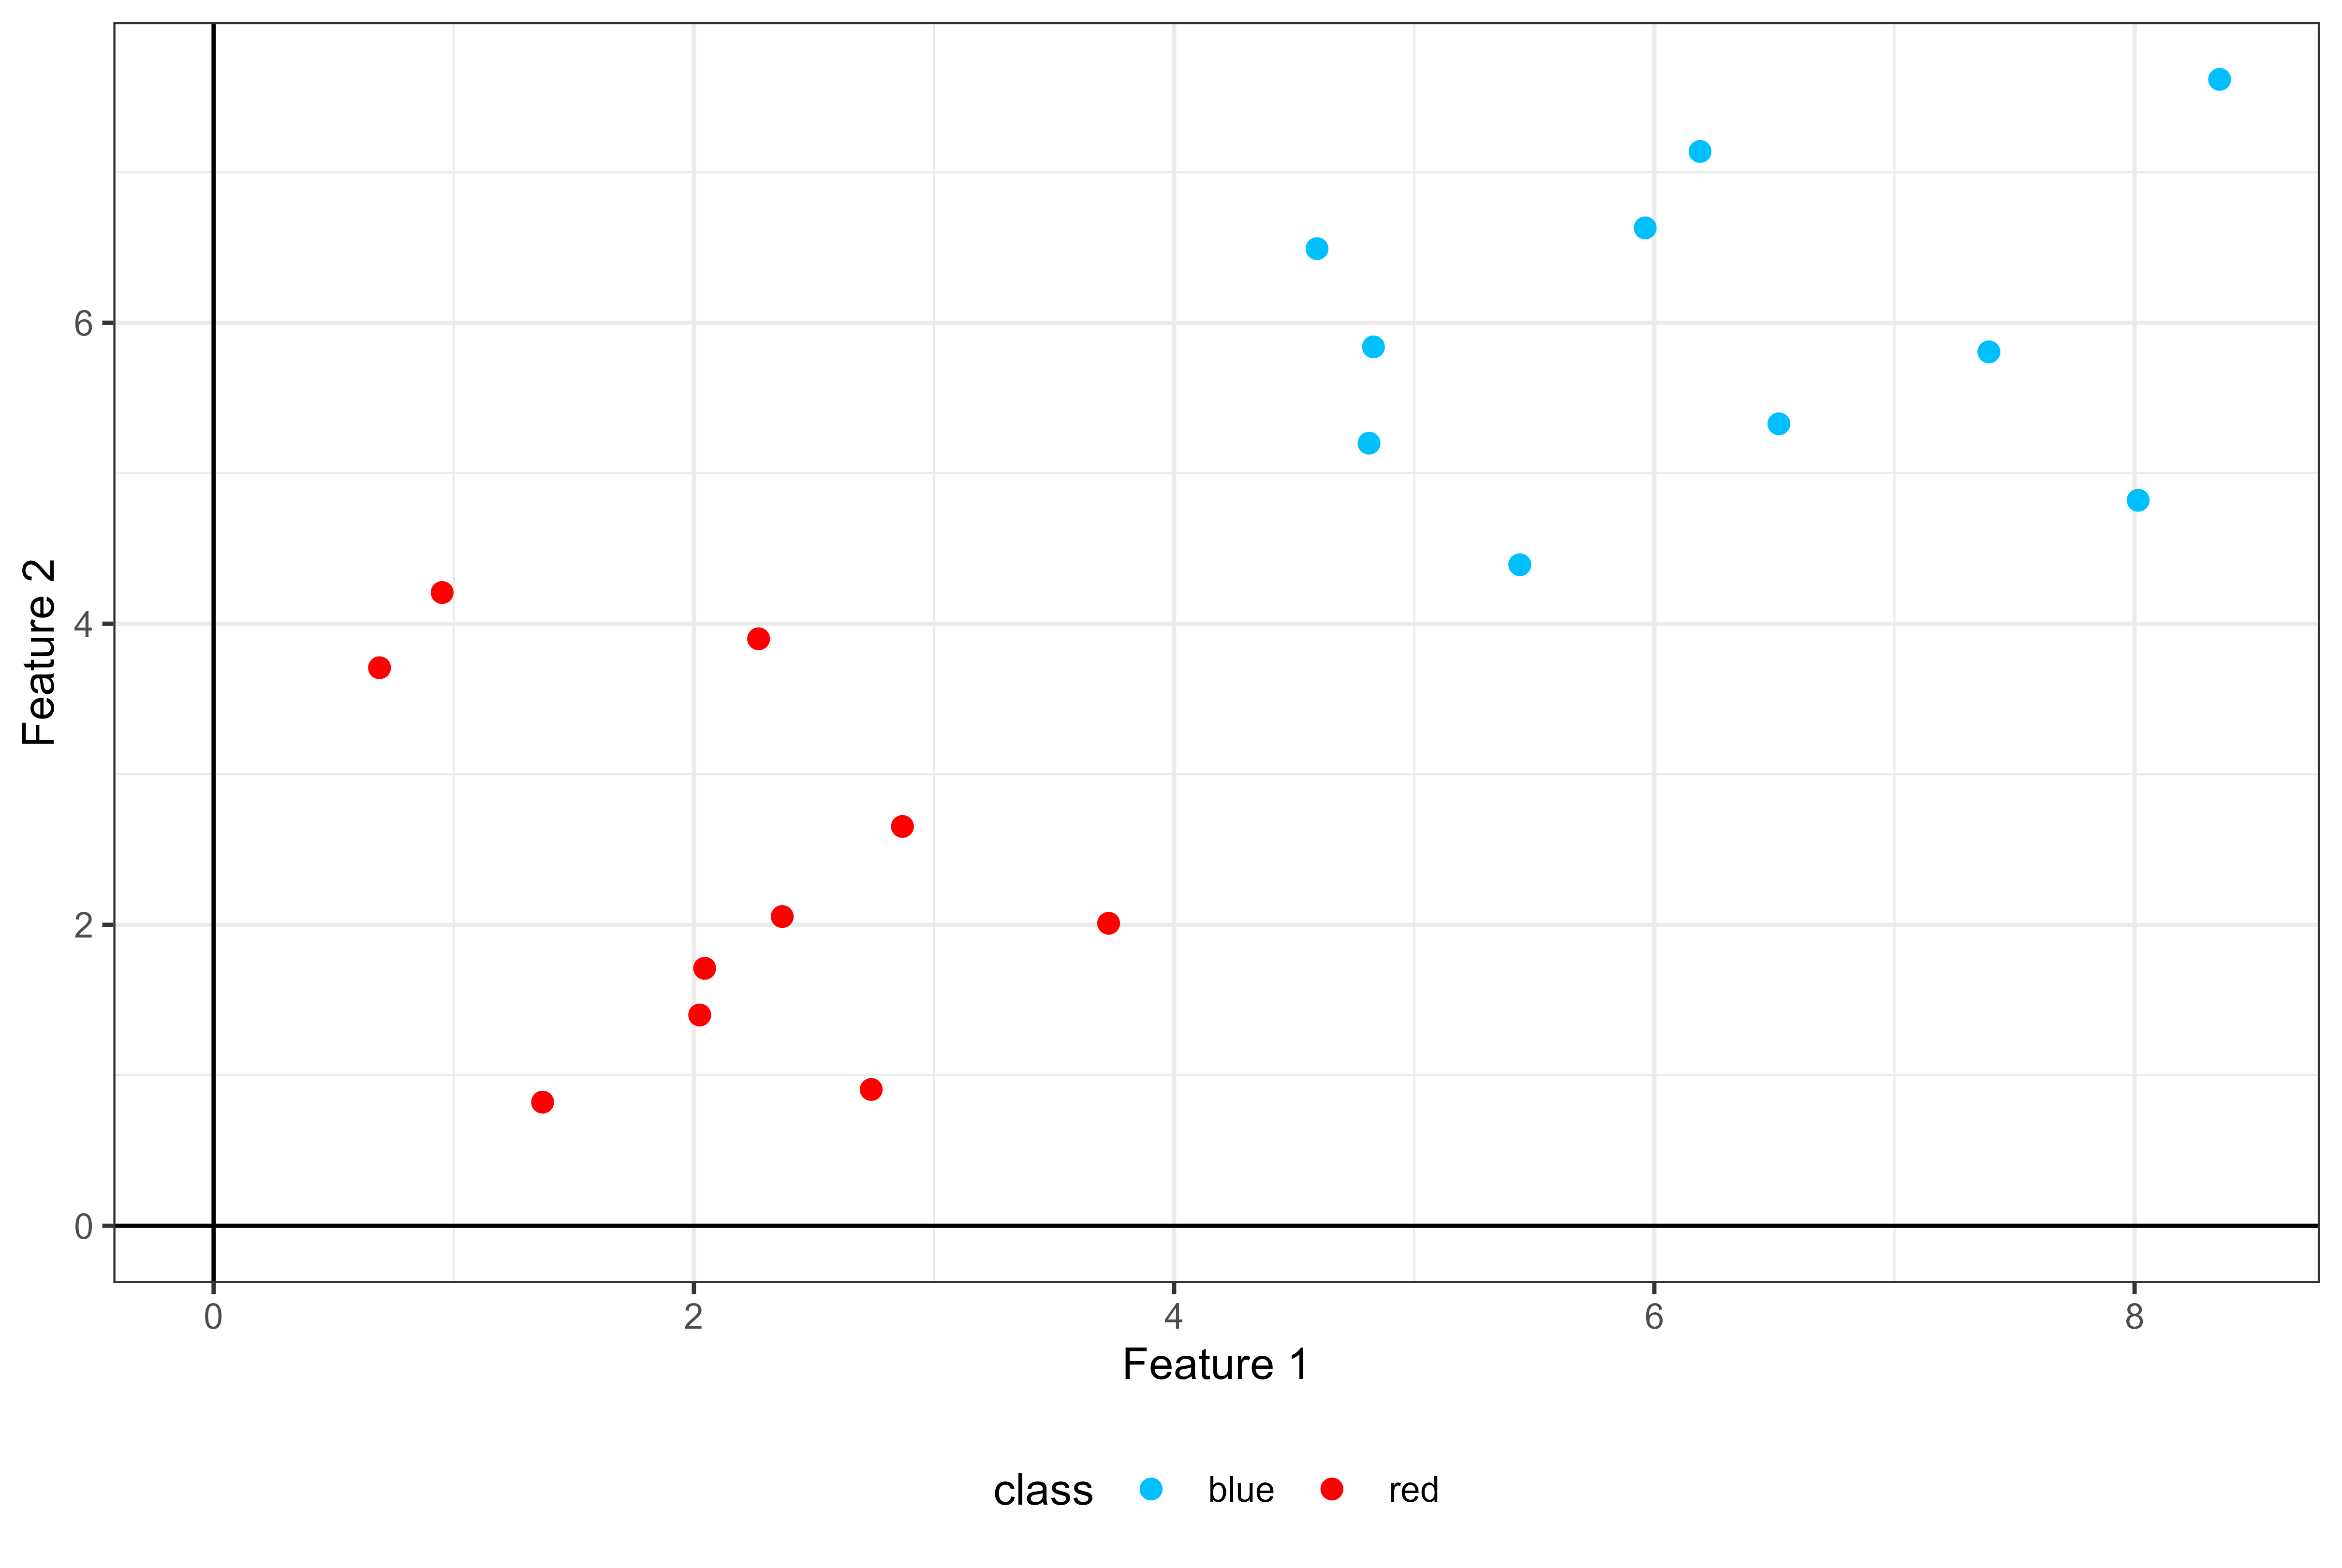 6
4
2
0
Feature 2
0 2 4 6 8
Feature 1
class blue red